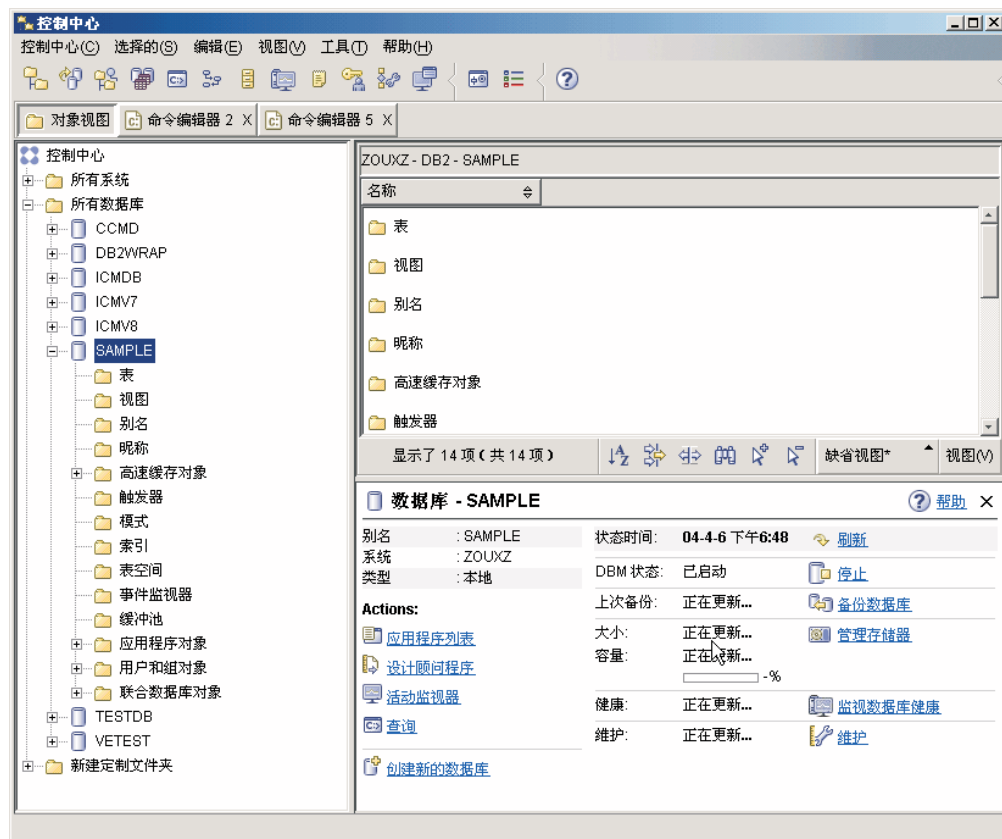 控制中心
控制中心(C) 选择的(S) 编辑(E) 视图(V) 工具(T) 帮助(H)
对象视图 命令编辑器 2 X 命令编辑器 5 X
控制中心
所有系统
所有数据库
CCMD
DB2WRAP
ICMDB
ICMV7
ICMV8
SAMPLE
表
视图
别名
昵称
高速缓存对象
触发器
模式
索引
表空间
事件监视器
缓冲池
应用程序对象
用户和组对象
联合数据库对象
TESTDB
VETEST
新建定制文件夹
ZOUXZ - DB2 - SAMPLE
名称
表
视图
别名
昵称
高速缓存对象
触发器
显示了 14 项 ( 共 14 项 ) 缺省视图* 视图(V)
数据库 - SAMPLE 帮助
别名 : SAMPLE
系统 : ZOUXZ
类型 : 本地
Actions:
应用程序列表
设计顾问程序
活动监视器
查询
创建新的数据库
状态时间: 04-4-6 下午6:48 刷新
DBM 状态: 已启动 停止
上次备份: 正在更新... 备份数据库
大小: 正在更新... 管理存储器
容量: 正在更新...
-%
健康: 正在更新... 监视数据库健康
维护: 正在更新... 维护